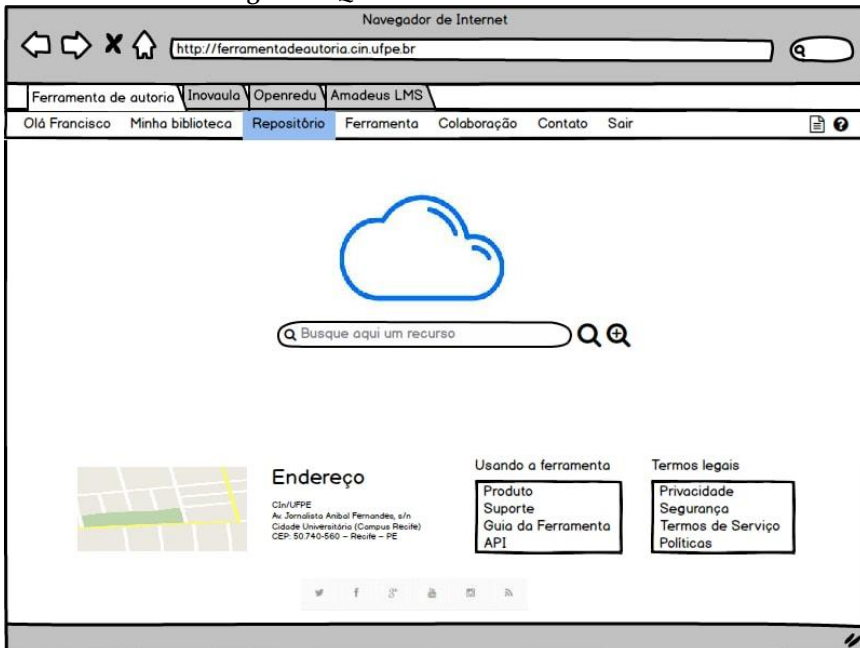 Navegador de Internet
http://ferramentadeautoria.cin.ufpe.br
Ferramenta de autoria Inovaula Openredu Amadeus LMS
Olá Francisco Minha biblioteca Repositório Ferramenta Colaboração Contato Sair
Busque aqui um recurso
Endereço
CIn/UFPE
Av. Jornalista Anibal Fernandes, s/n
Cidade Universitária (Campus Recife)
CEP: 50.740-560 – Recife – PE
Usando a ferramenta
Produto
Suporte
Guia da Ferramenta
API
Termos legais
Privacidade
Segurança
Termos de Serviço
Políticas